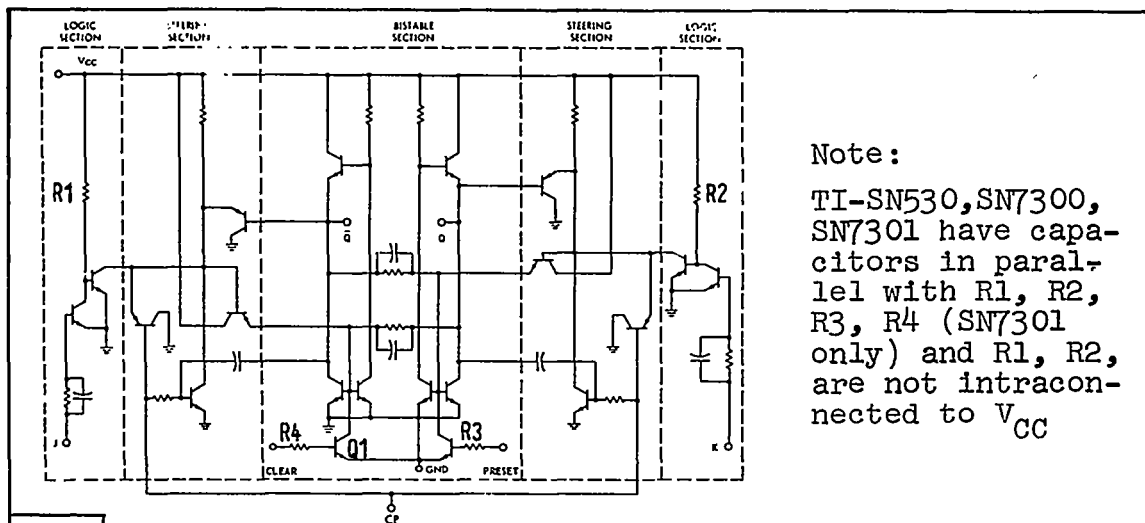 LOGIC SECTION
SECTION
BISTABLE SECTION
STEERING SECTION
LOGIC SECTION
VCC
R1
R2
Q̄
Q
R4
Q1
R3
J
K
CLEAR
GND
PRESET
CP
Note:
TI-SN530,SN7300,
SN7301 have capa-
citors in paral-
lel with R1, R2,
R3, R4 (SN7301
only) and R1, R2,
are not intracon-
nected to VCC